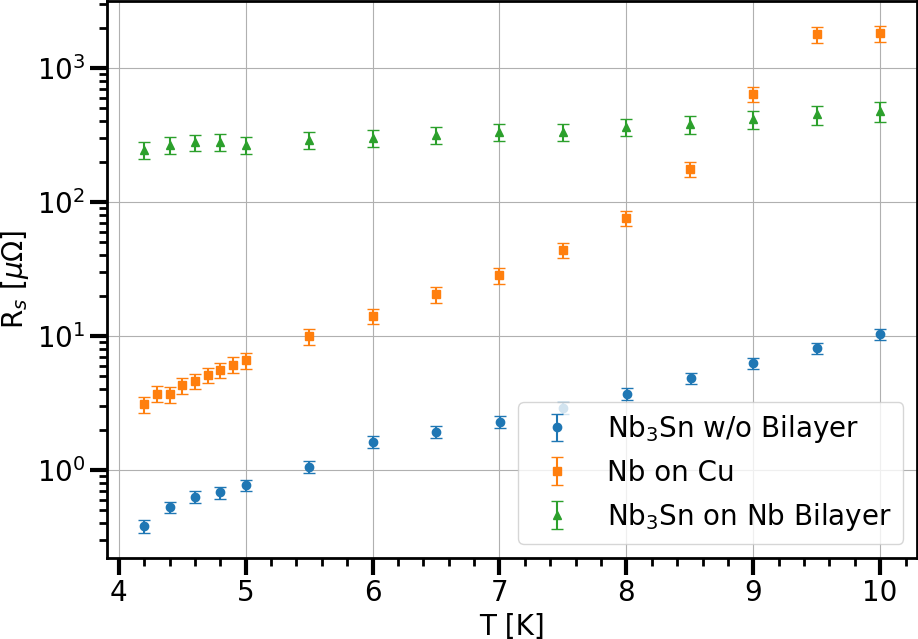 10³
10²
10¹
10⁰
Rₛ [μΩ]
4 5 6 7 8 9 10
T [K]
Nb₃Sn w/o Bilayer
Nb on Cu
Nb₃Sn on Nb Bilayer